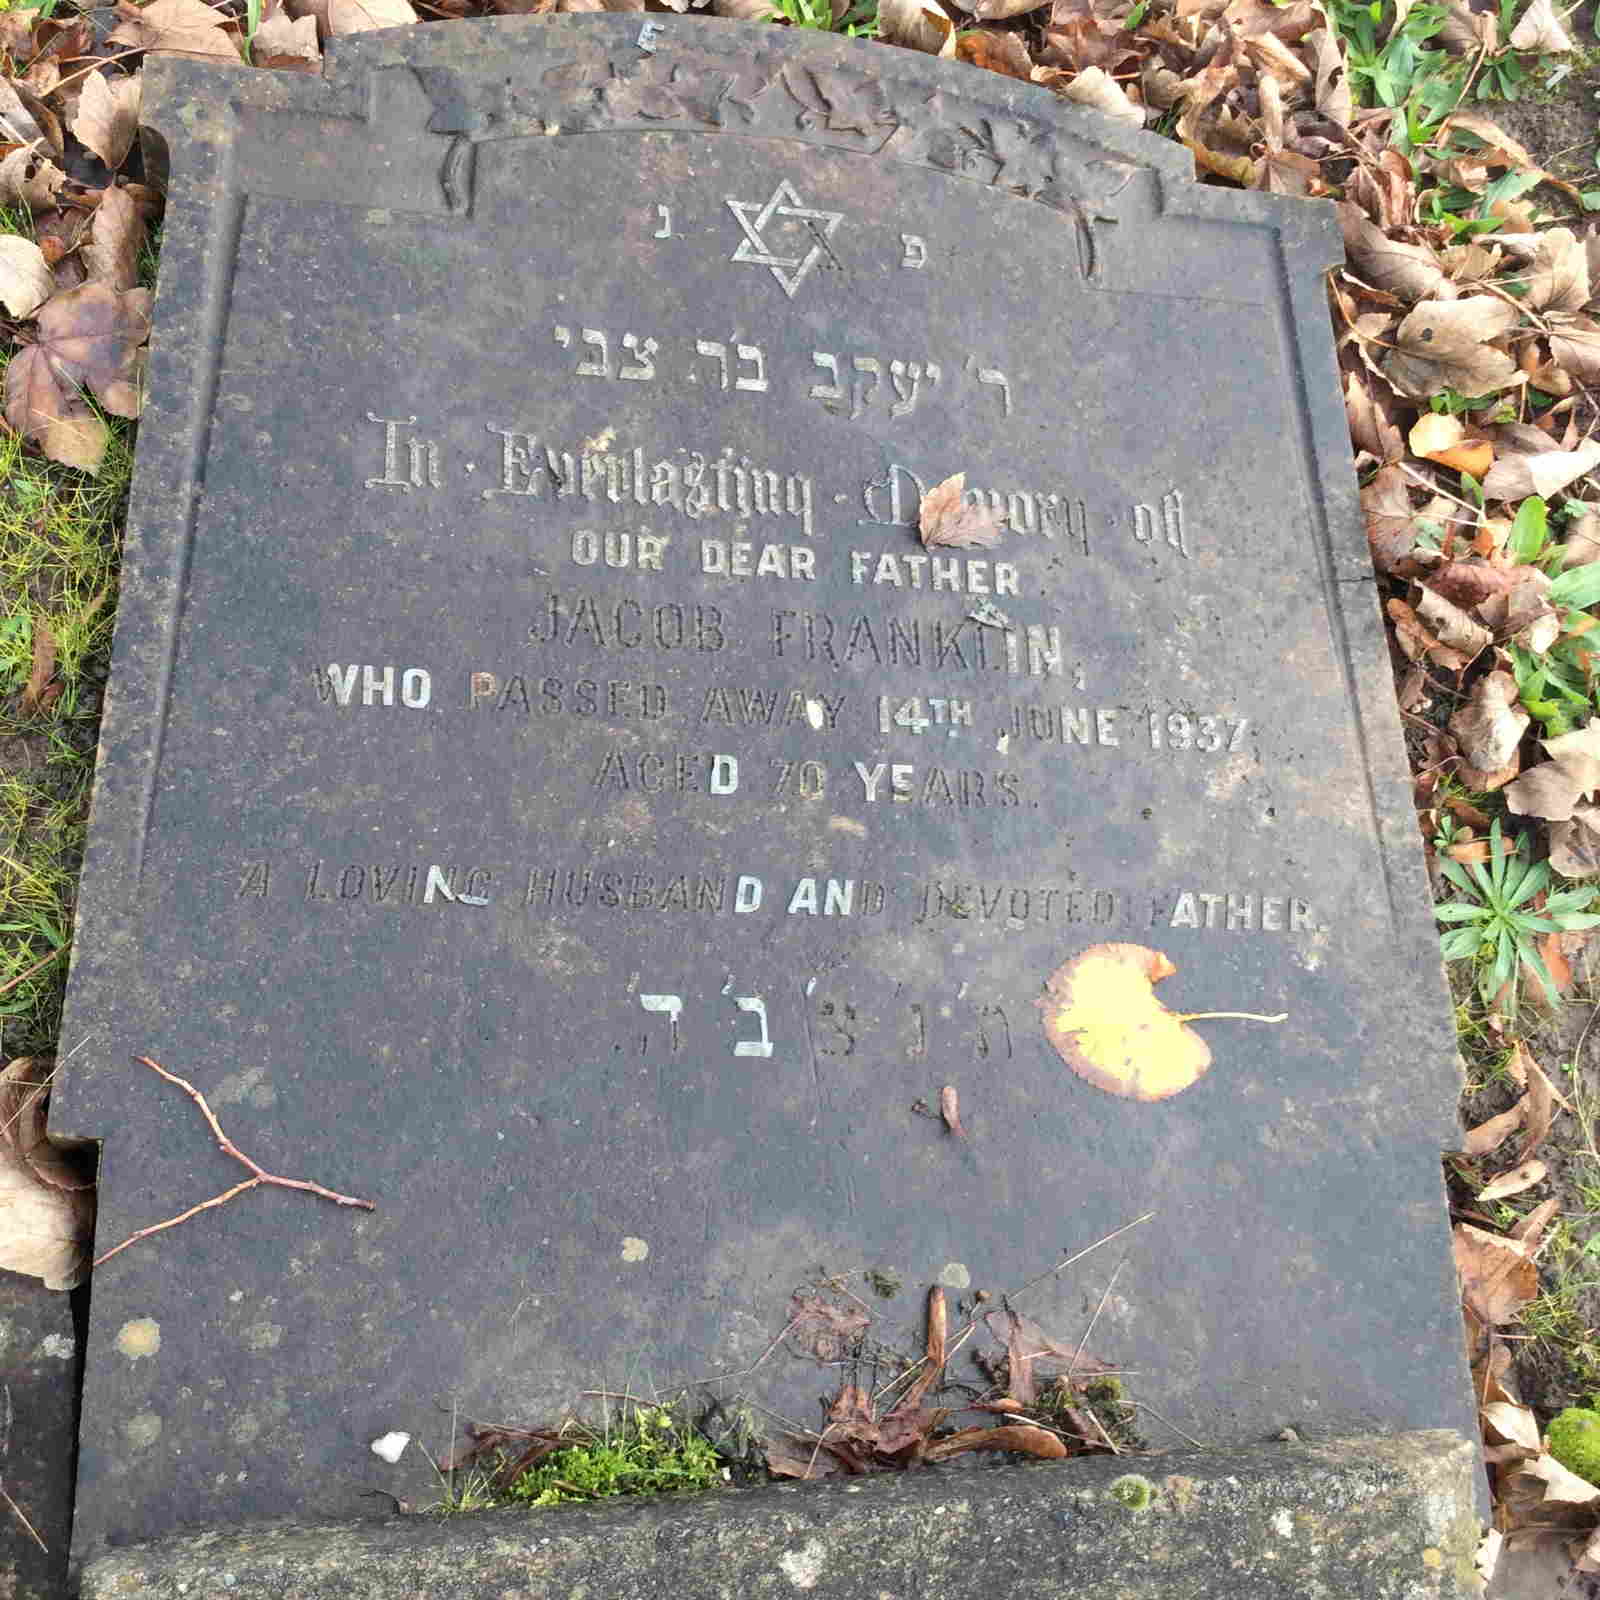 E
פ נ
ר' יעקב ב'ר צבי
In · Everlasting · Memory · of
OUR DEAR FATHER
JACOB FRANKLIN,
WHO PASSED AWAY 14TH JUNE 1937,
AGED 70 YEARS.
A LOVING HUSBAND AND DEVOTED FATHER.
ת' נ' צ' ב' ה'